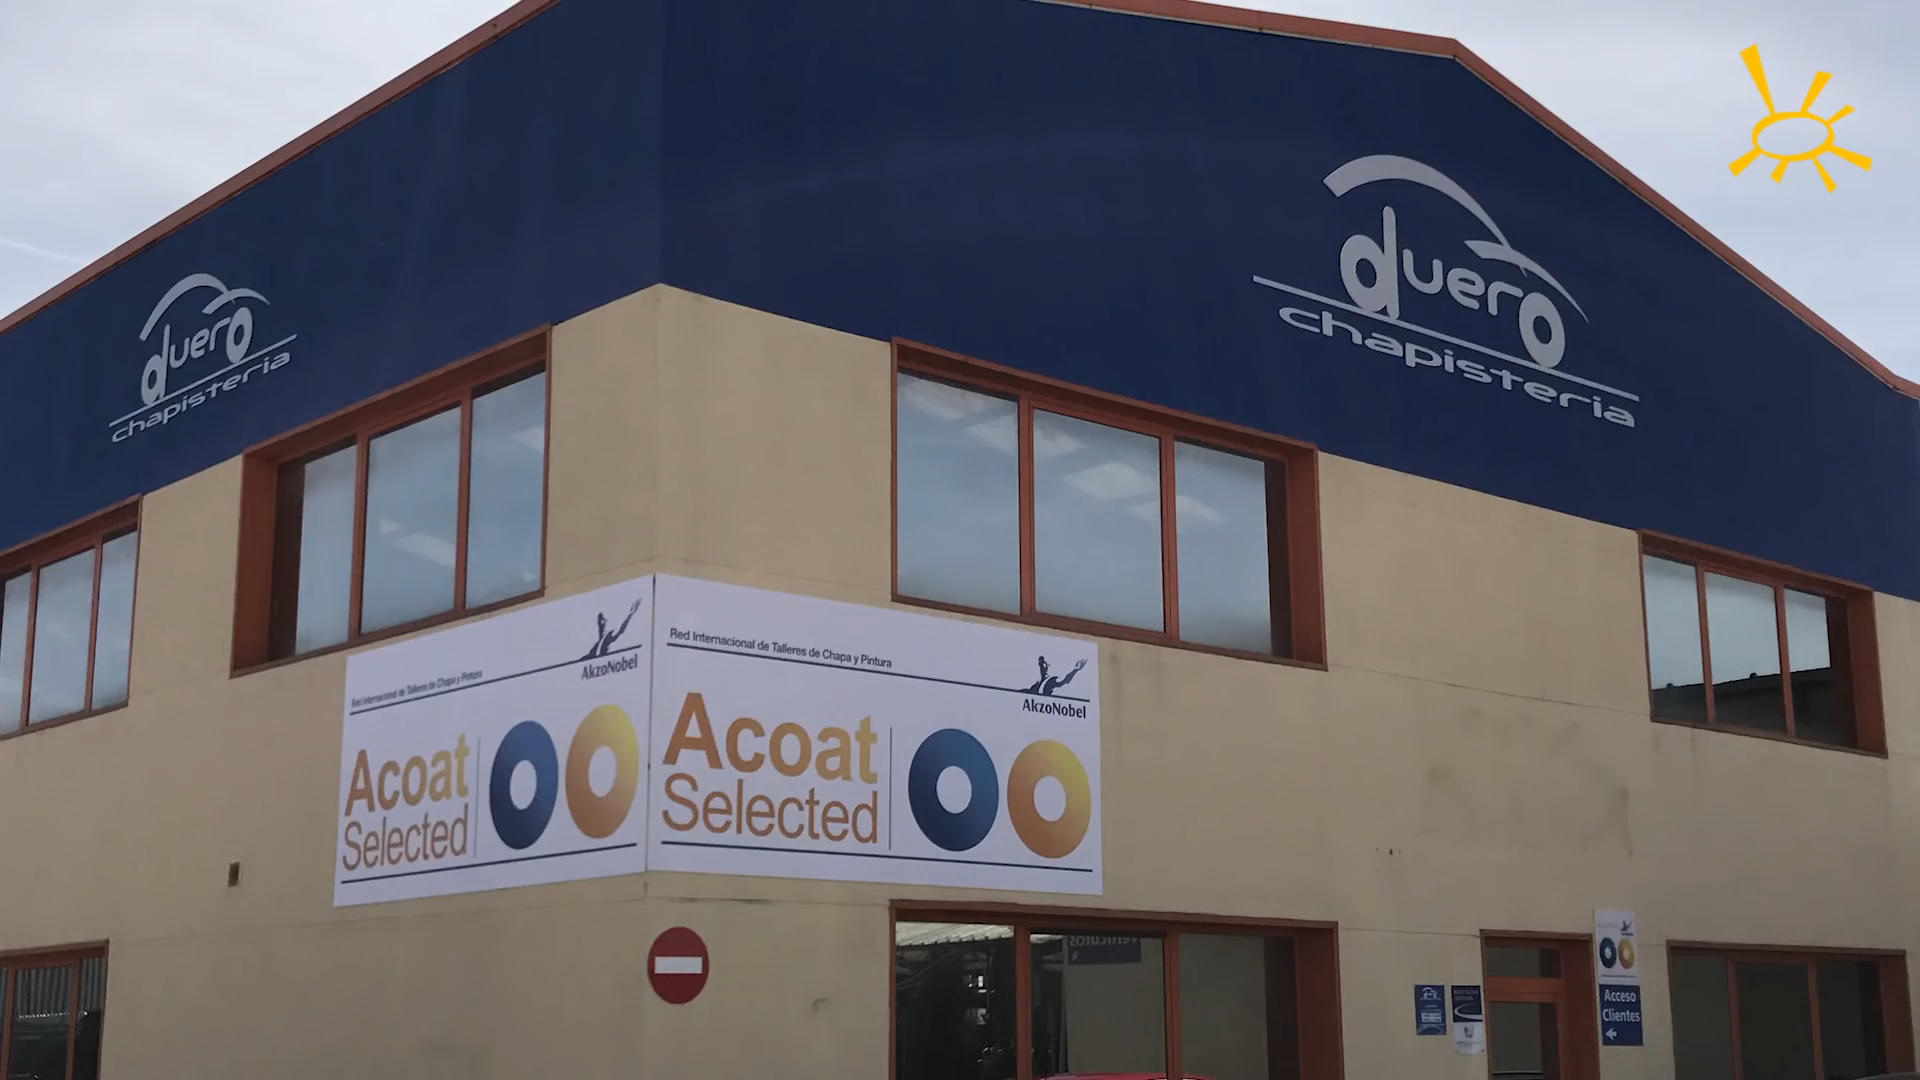 duero
chapisteria
duero
chapisteria
Red Internacional de Talleres de Chapa y Pintura
AkzoNobel
Acoat
Selected
Red Internacional de Talleres de Chapa y Pintura
AkzoNobel
Acoat
Selected
Acceso
Clientes